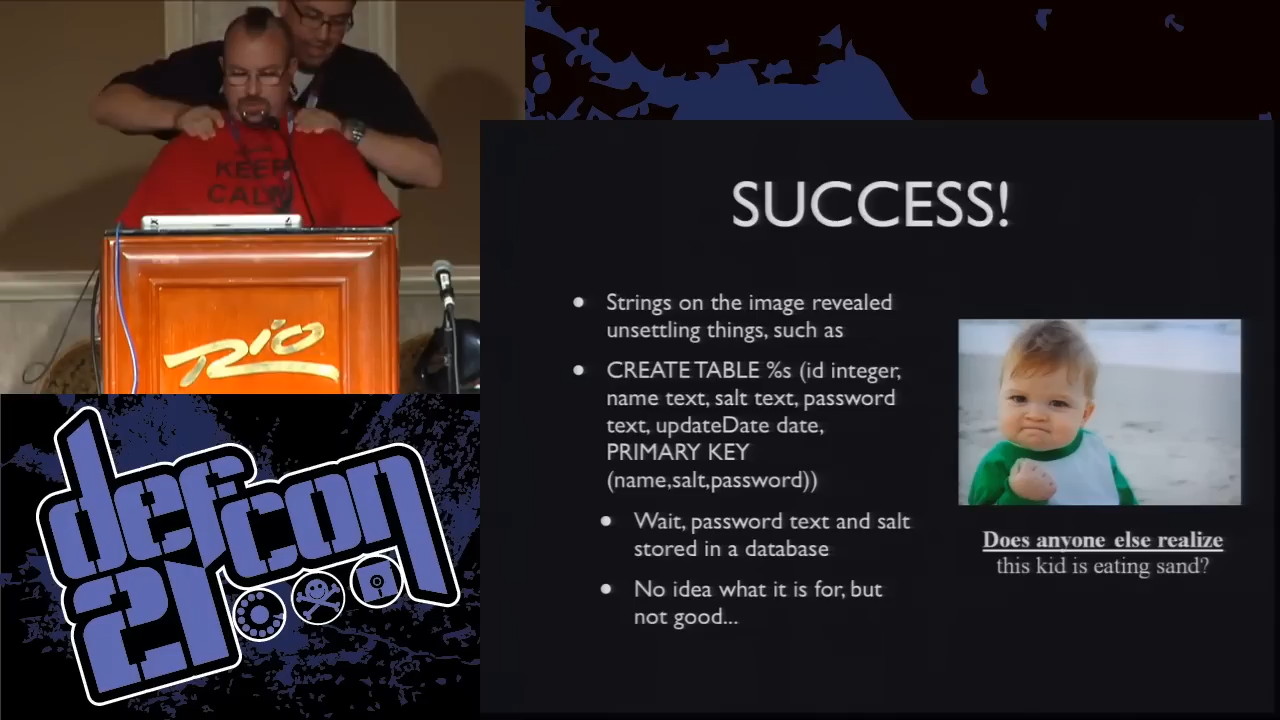 KEEP
CALM
Rio
defcon
21
SUCCESS!
Strings on the image revealed
unsettling things, such as
CREATE TABLE %s (id integer,
name text, salt text, password
text, updateDate date,
PRIMARY KEY
(name,salt,password))
Wait, password text and salt
stored in a database
No idea what it is for, but
not good...
Does anyone else realize
this kid is eating sand?